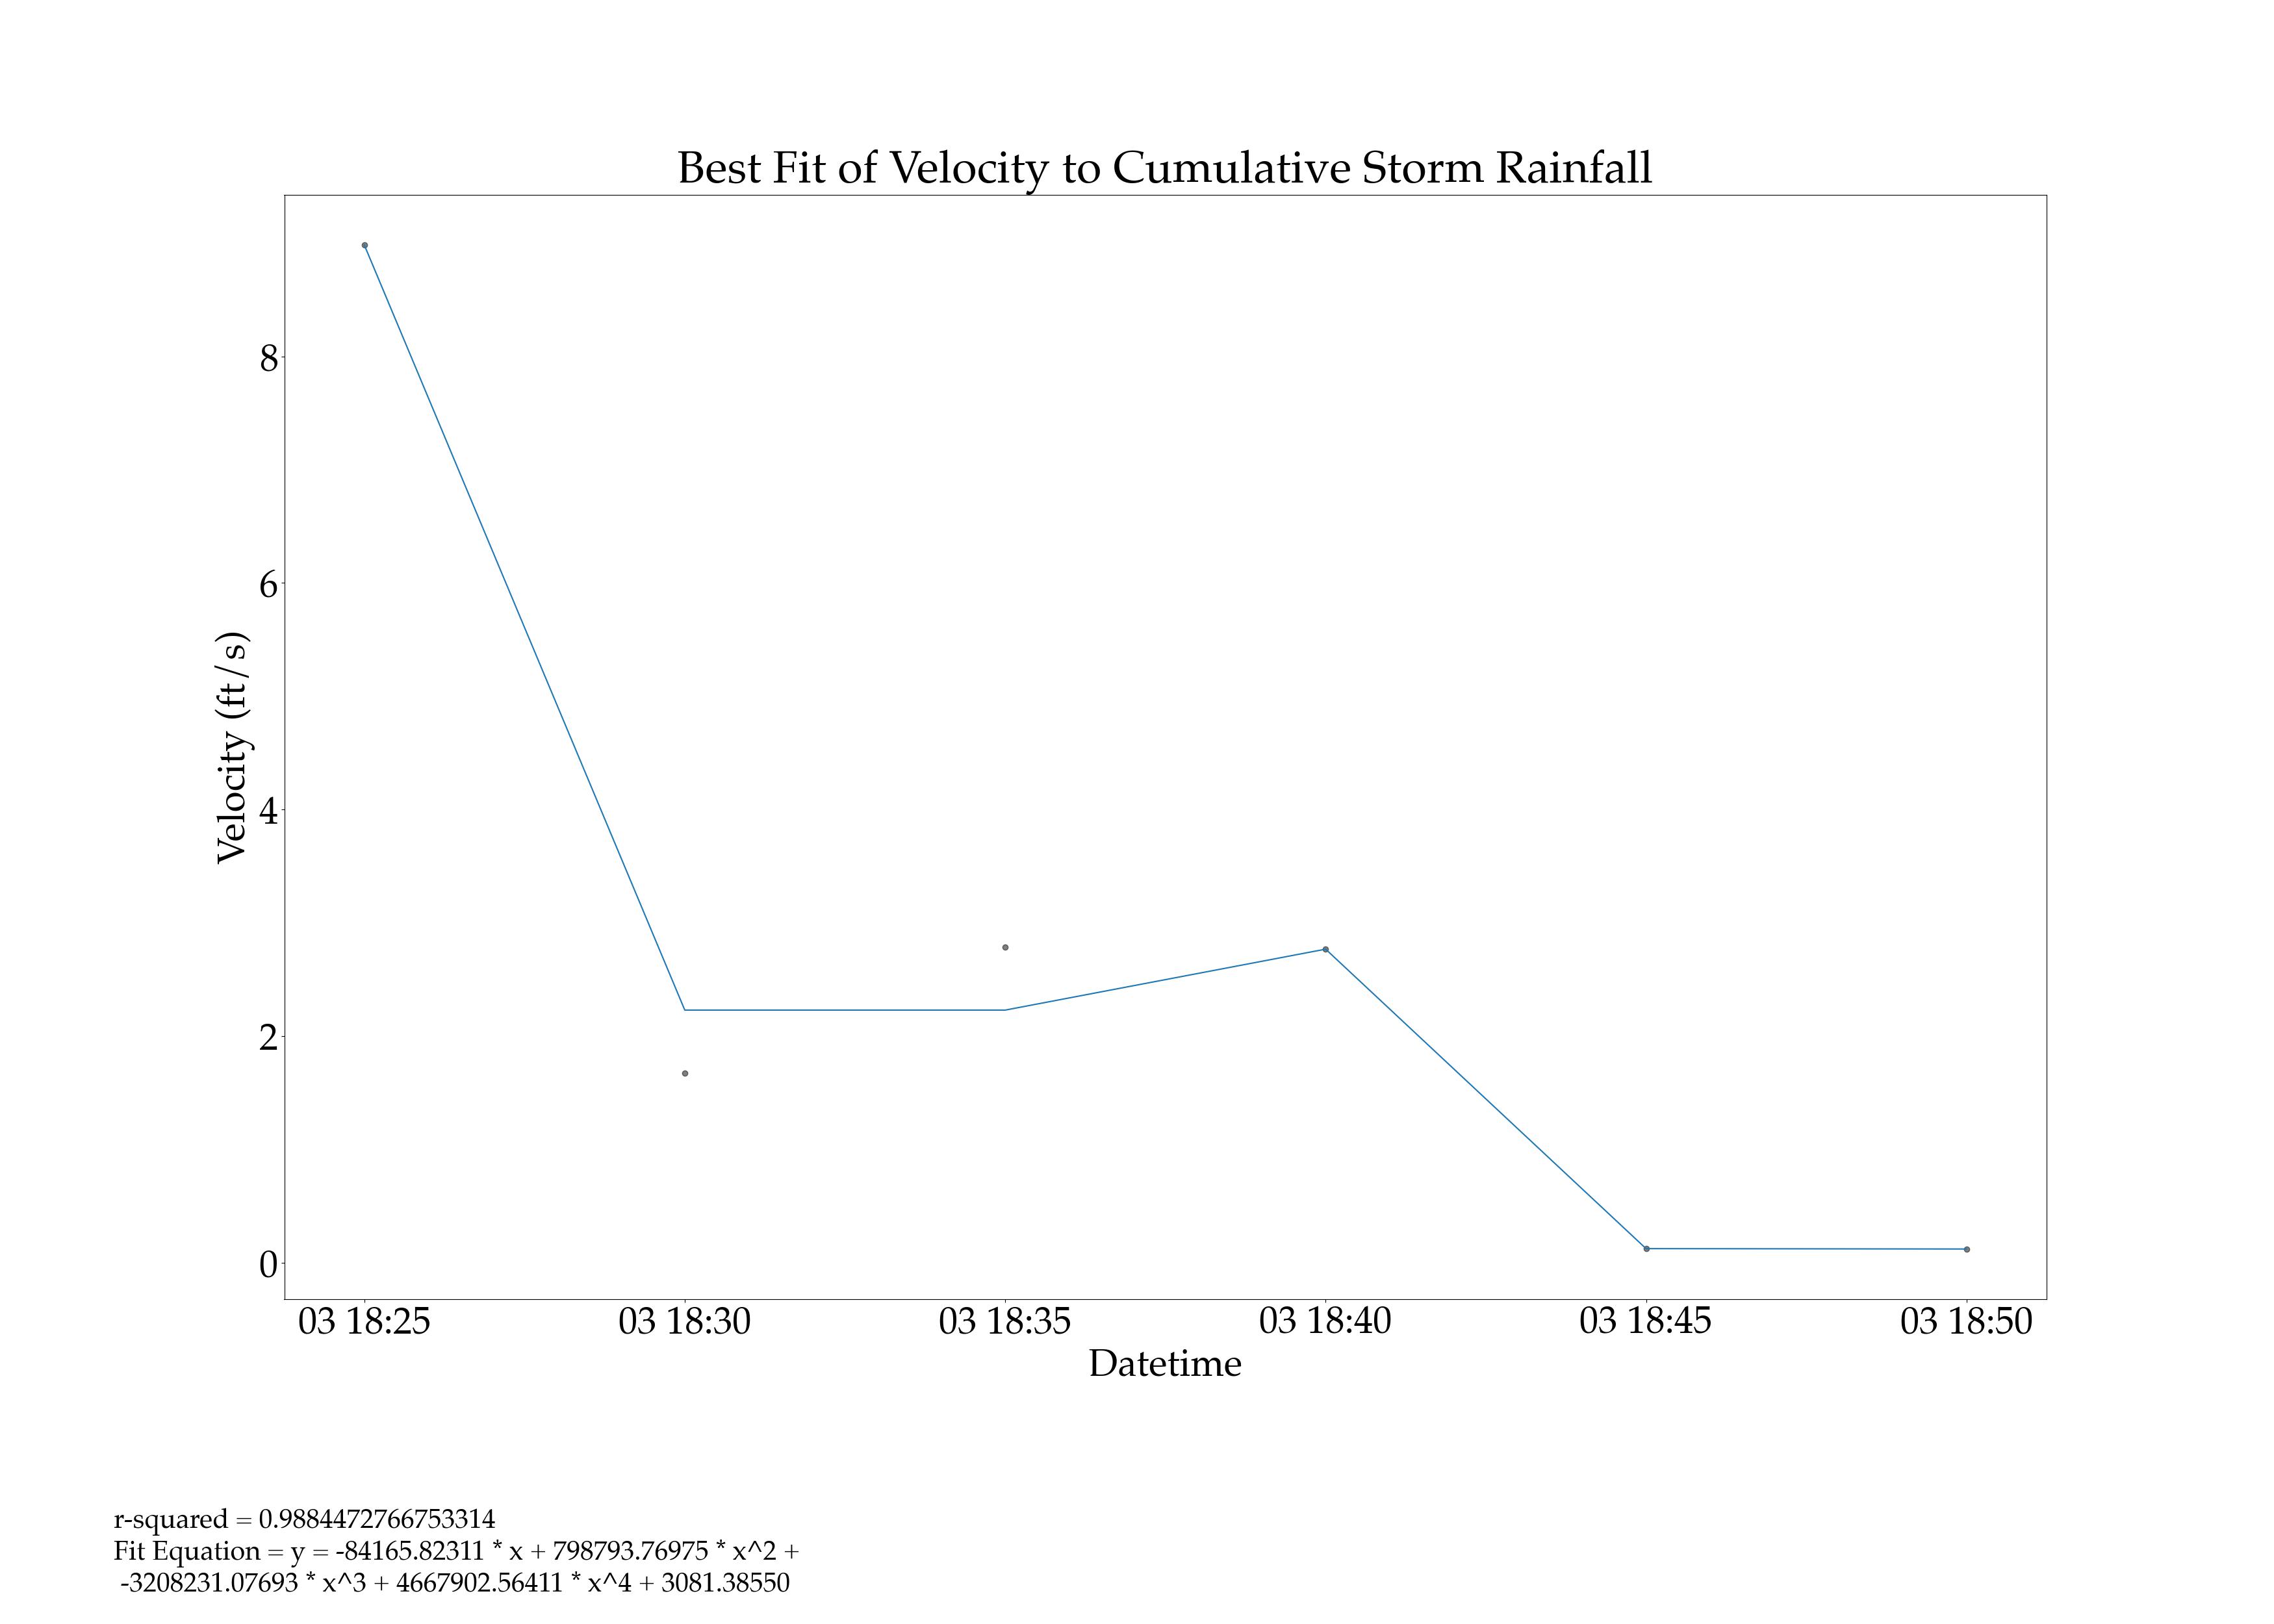 Best Fit of Velocity to Cumulative Storm Rainfall
8
6
4
2
0
Velocity (ft/s)
03 18:25 03 18:30 03 18:35 03 18:40 03 18:45 03 18:50
Datetime
r-squared = 0.9884472766753314
Fit Equation = y = -84165.82311 * x + 798793.76975 * x^2 +
-3208231.07693 * x^3 + 4667902.56411 * x^4 + 3081.38550